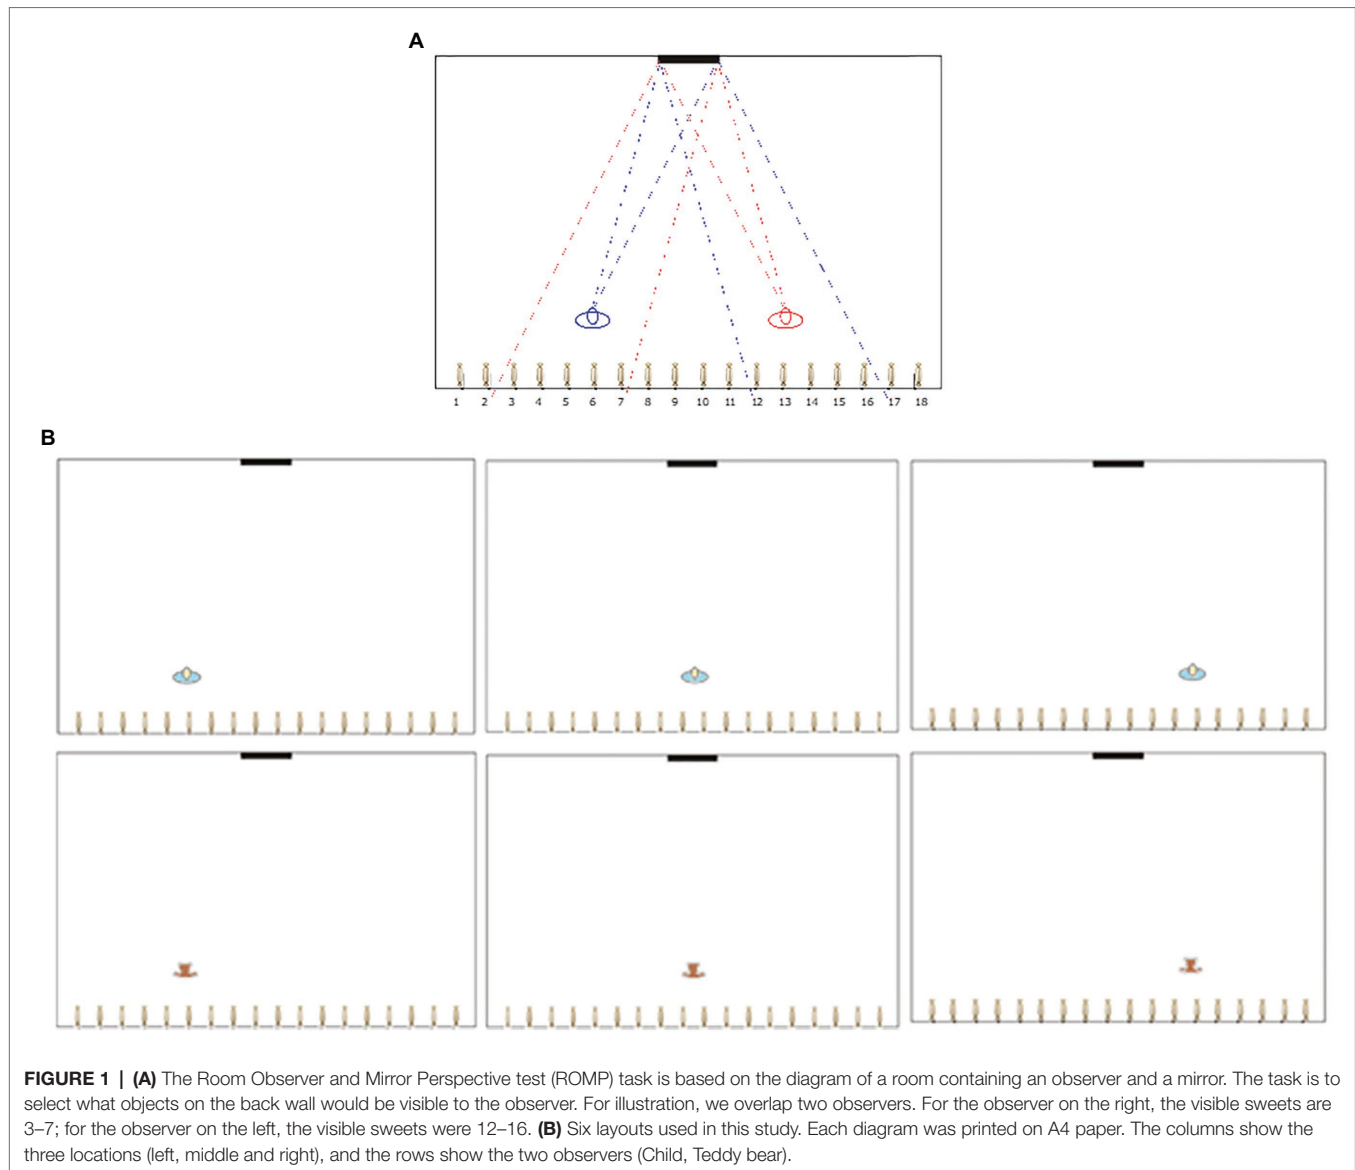 A
1 2 3 4 5 6 7 8 9 10 11 12 13 14 15 16 17 18
B
FIGURE 1 | (A) The Room Observer and Mirror Perspective test (ROMP) task is based on the diagram of a room containing an observer and a mirror. The task is to
select what objects on the back wall would be visible to the observer. For illustration, we overlap two observers. For the observer on the right, the visible sweets are
3–7; for the observer on the left, the visible sweets were 12–16. (B) Six layouts used in this study. Each diagram was printed on A4 paper. The columns show the
three locations (left, middle and right), and the rows show the two observers (Child, Teddy bear).